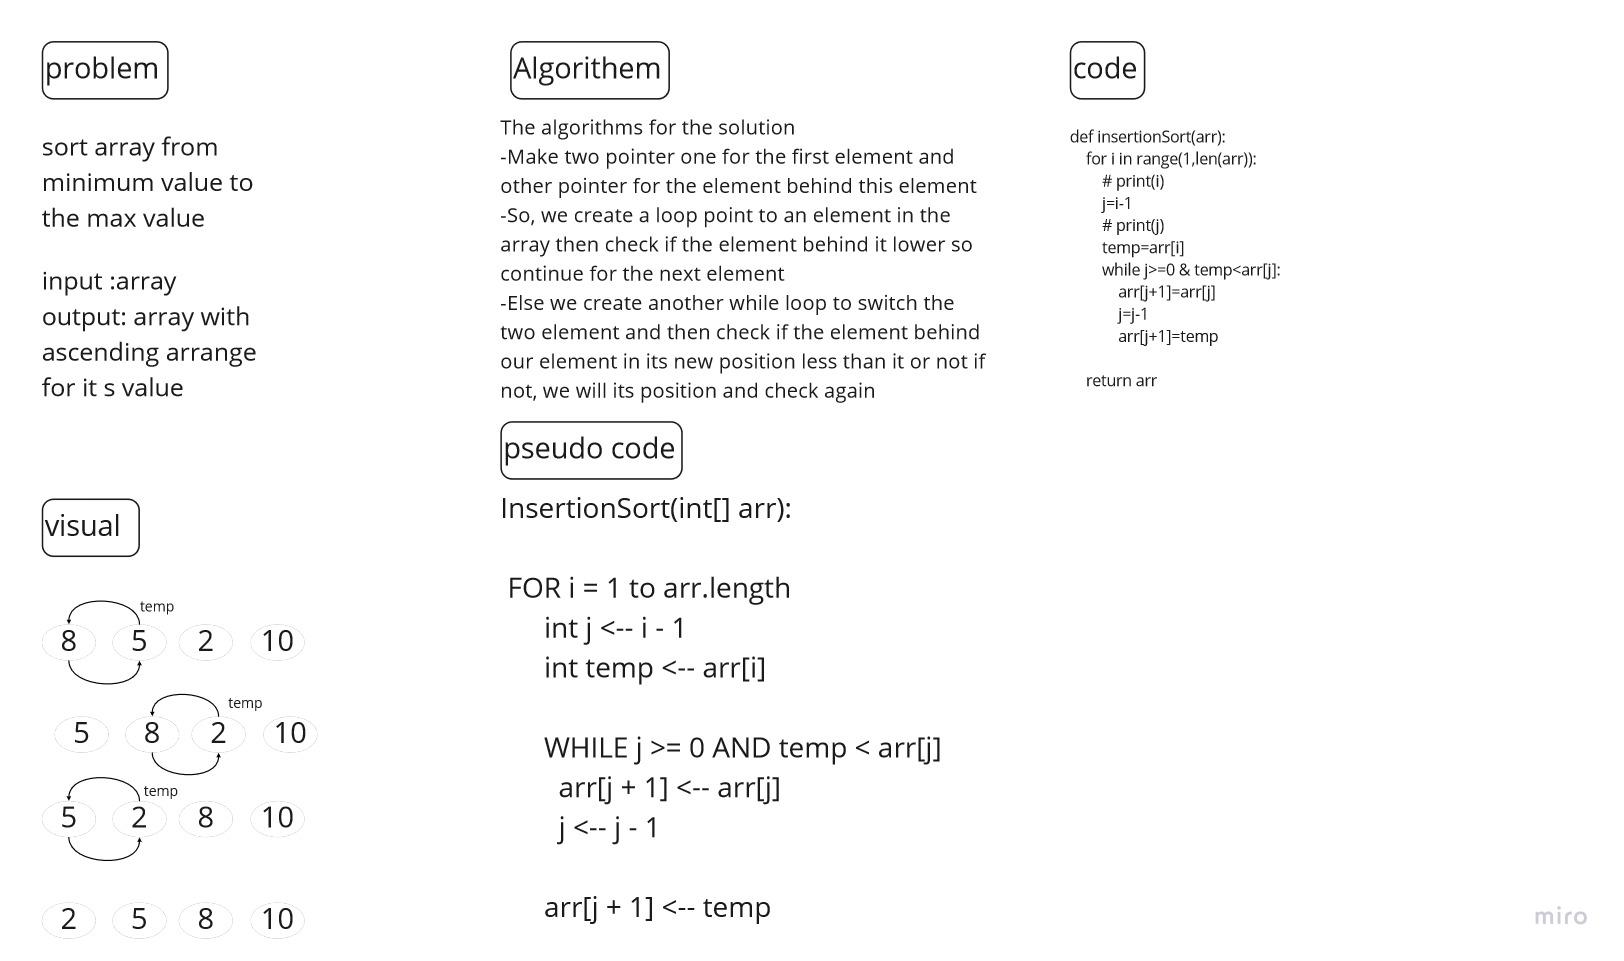 problem
sort array from
minimum value to
the max value
input :array
output: array with
ascending arrange
for it s value
visual
temp
8 5 2 10
temp
5 8 2 10
temp
5 2 8 10
2 5 8 10
Algorithem
The algorithms for the solution
-Make two pointer one for the first element and
other pointer for the element behind this element
-So, we create a loop point to an element in the
array then check if the element behind it lower so
continue for the next element
-Else we create another while loop to switch the
two element and then check if the element behind
our element in its new position less than it or not if
not, we will its position and check again
pseudo code
InsertionSort(int[] arr):
FOR i = 1 to arr.length
int j <-- i - 1
int temp <-- arr[i]
WHILE j >= 0 AND temp < arr[j]
arr[j + 1] <-- arr[j]
j <-- j - 1
arr[j + 1] <-- temp
code
def insertionSort(arr):
for i in range(1,len(arr)):
# print(i)
j=i-1
# print(j)
temp=arr[i]
while j>=0 & temp<arr[j]:
arr[j+1]=arr[j]
j=j-1
arr[j+1]=temp
return arr
miro